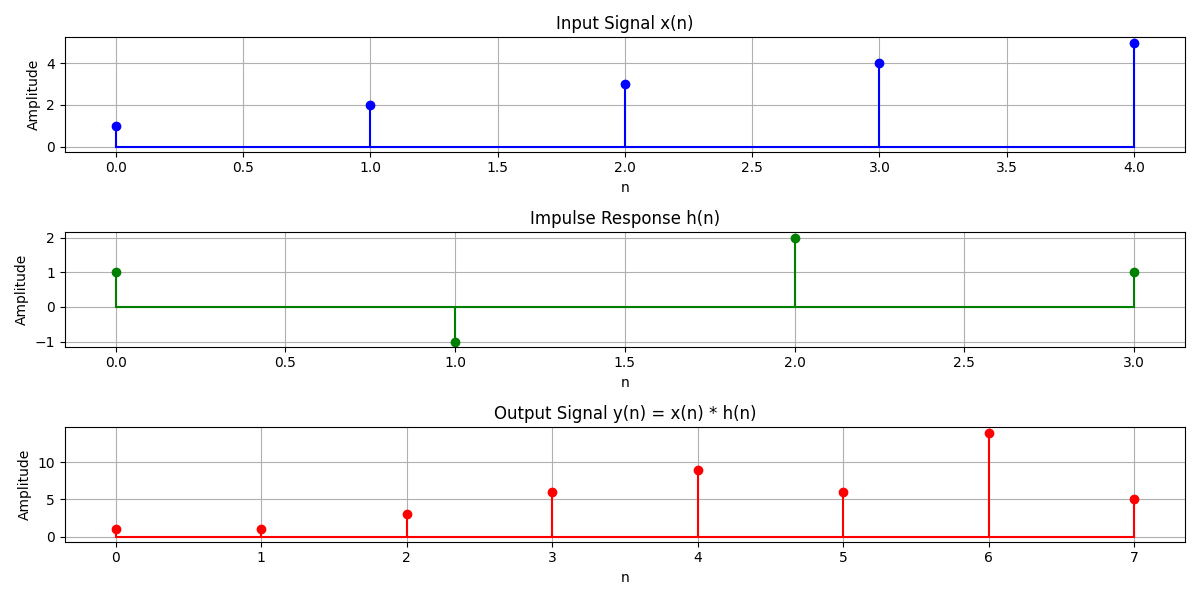 Input Signal x(n)
Amplitude
4
2
0
0.0 0.5 1.0 1.5 2.0 2.5 3.0 3.5 4.0
n
Impulse Response h(n)
Amplitude
2
1
0
−1
0.0 0.5 1.0 1.5 2.0 2.5 3.0
n
Output Signal y(n) = x(n) * h(n)
Amplitude
10
5
0
0 1 2 3 4 5 6 7
n